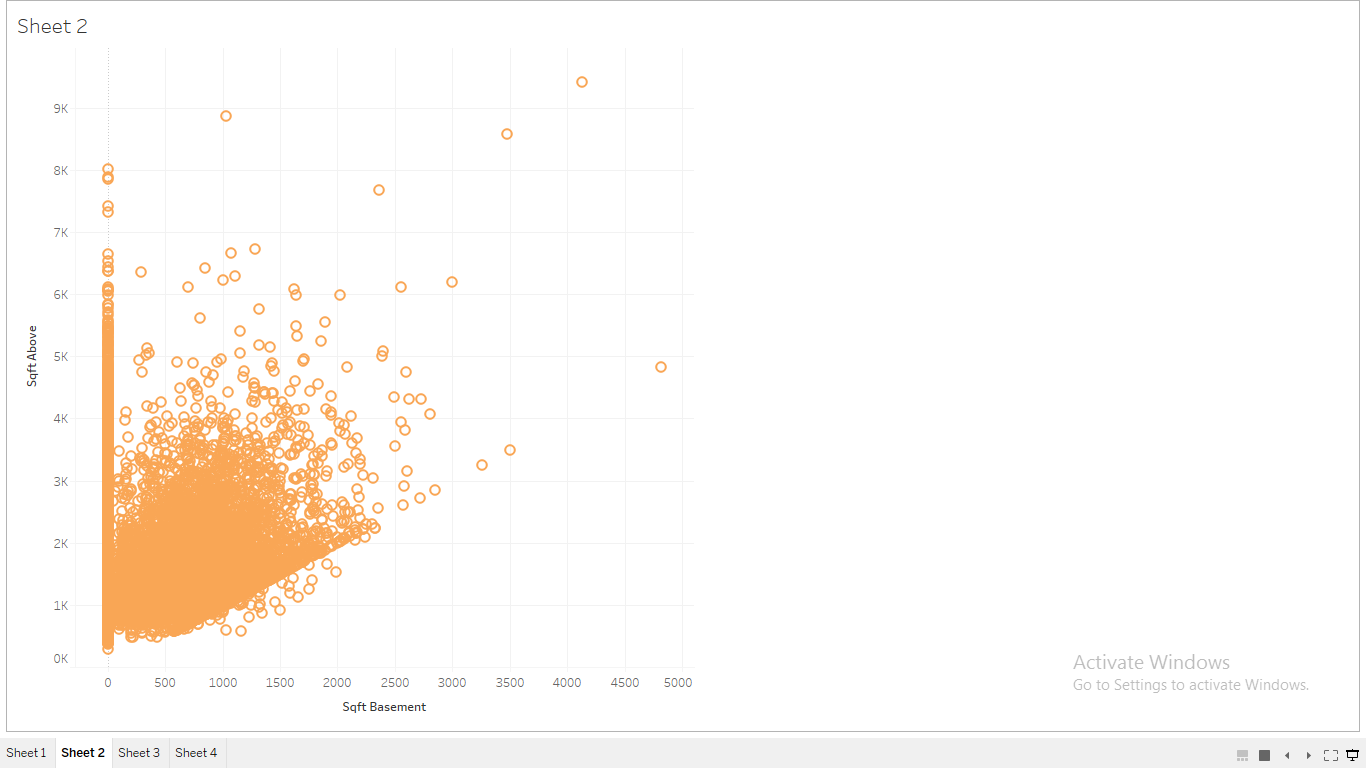 Sheet 2
9K
8K
7K
6K
5K
4K
3K
2K
1K
0K
Sqft Above
0 500 1000 1500 2000 2500 3000 3500 4000 4500 5000
Sqft Basement
Activate Windows
Go to Settings to activate Windows.
Sheet 1 Sheet 2 Sheet 3 Sheet 4